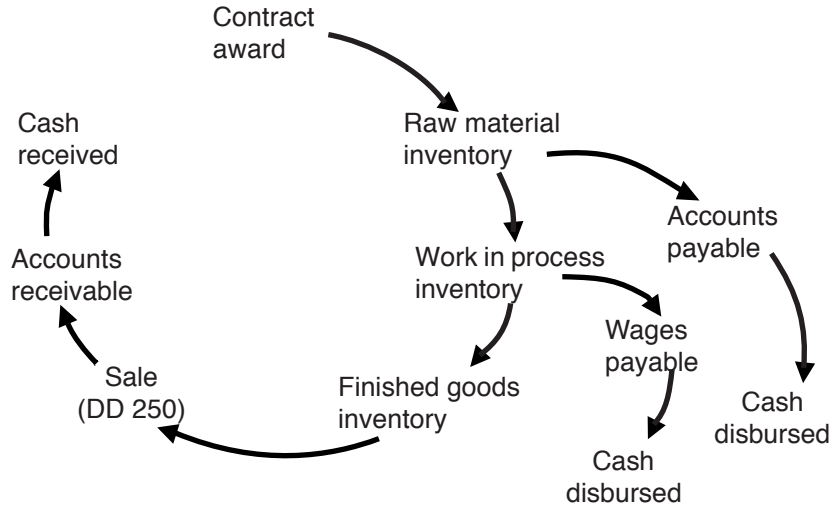 Contract
award
Cash
received
Raw material
inventory
Accounts
payable
Accounts
receivable
Work in process
inventory
Wages
payable
Sale
(DD 250)
Finished goods
inventory
Cash
disbursed
Cash
disbursed